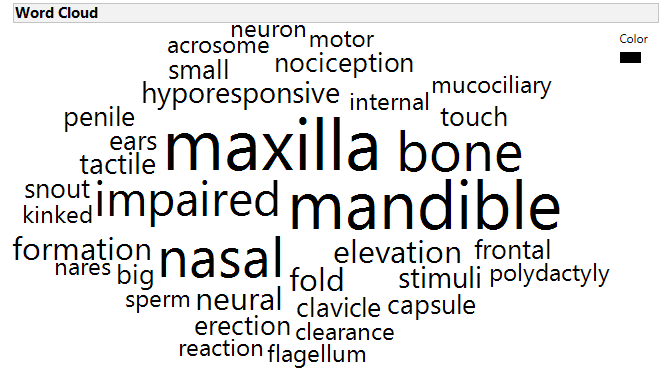 Word Cloud
neuron
Color
acrosome motor
small nociception
hyporesponsive internal mucociliary
penile touch
ears maxilla bone
tactile
snout impaired mandible
kinked
formation nasal elevation frontal
nares big fold stimuli polydactyly
sperm neural clavicle capsule
erection clearance
reaction flagellum